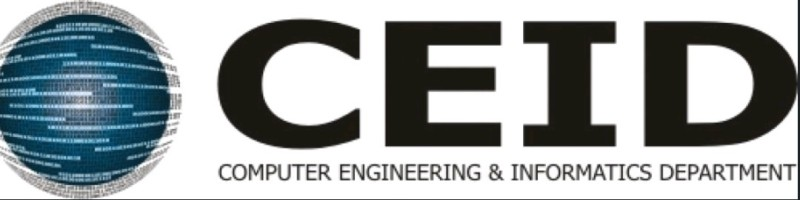 CEID
COMPUTER ENGINEERING & INFORMATICS DEPARTMENT